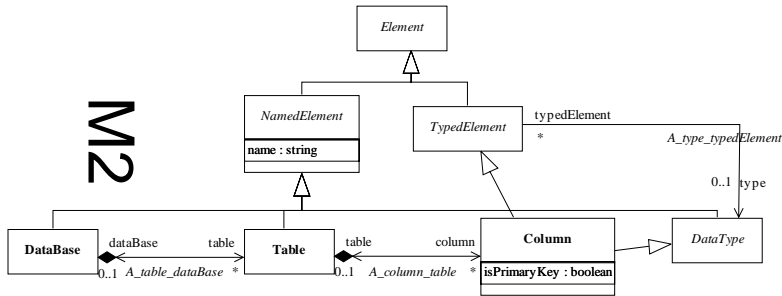 Element
M2
NamedElement
name : string
TypedElement
typedElement
*
A_type_typedElement
0..1 type
DataBase
dataBase
table
0..1 A_table_dataBase *
Table
table
column
0..1 A_column_table *
Column
isPrimaryKey : boolean
DataType